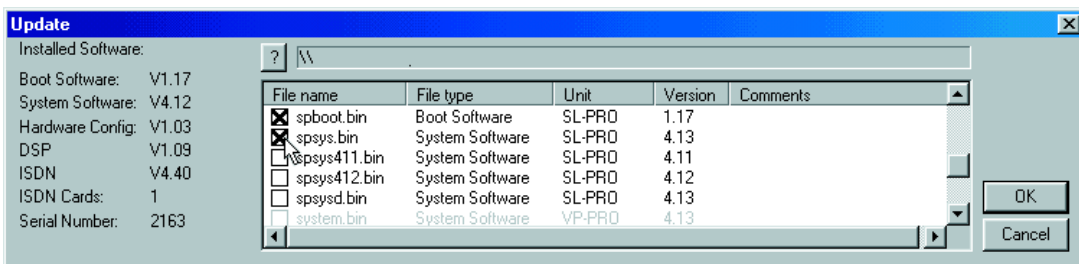 Update
Installed Software:
Boot Software: V1.17
System Software: V4.12
Hardware Config: V1.03
DSP V1.09
ISDN V4.40
ISDN Cards: 1
Serial Number: 2163
? \\ .
File name File type Unit Version Comments
spboot.bin Boot Software SL-PRO 1.17
spsys.bin System Software SL-PRO 4.13
spsys411.bin System Software SL-PRO 4.11
spsys412.bin System Software SL-PRO 4.12
spsysd.bin System Software SL-PRO 4.13
system.bin System Software VP-PRO 4.13
OK
Cancel